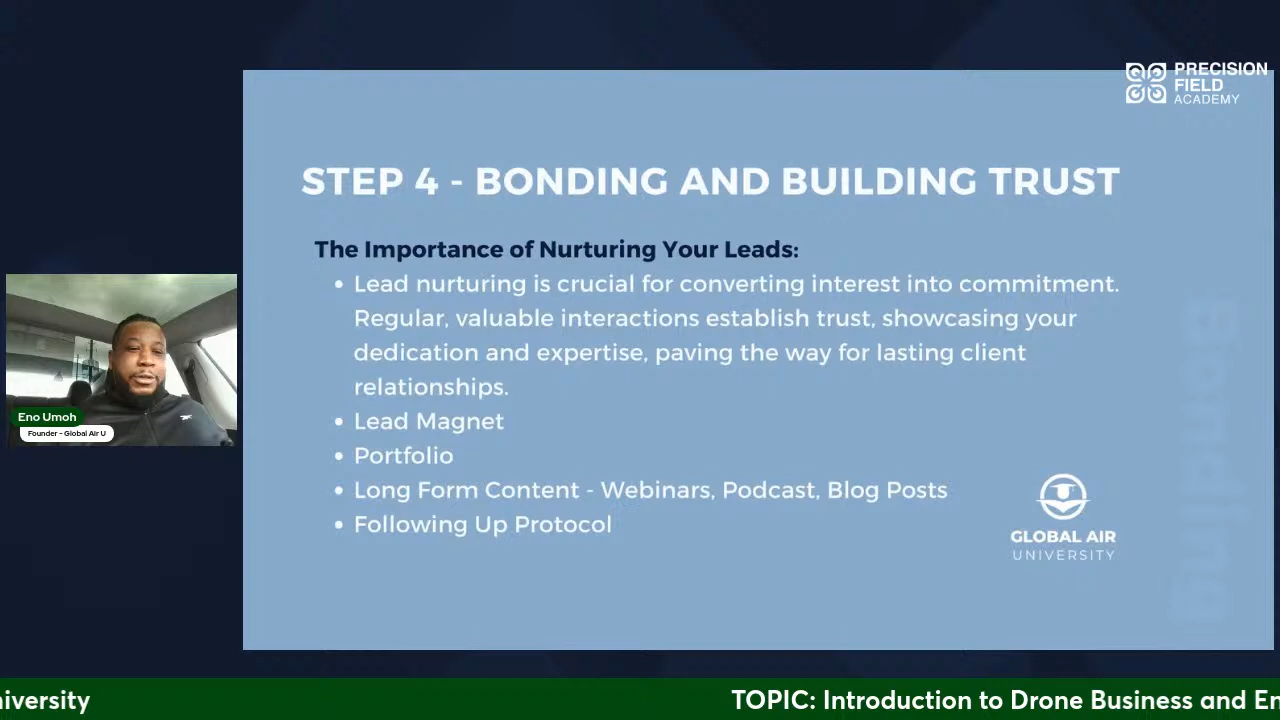 PRECISION
FIELD
ACADEMY
STEP 4 - BONDING AND BUILDING TRUST
The Importance of Nurturing Your Leads:
• Lead nurturing is crucial for converting interest into commitment.
Regular, valuable interactions establish trust, showcasing your
dedication and expertise, paving the way for lasting client
relationships.
• Lead Magnet
• Portfolio
• Long Form Content - Webinars, Podcast, Blog Posts
• Following Up Protocol
Eno Umoh
Founder - Global Air U
GLOBAL AIR
UNIVERSITY
iversity
TOPIC: Introduction to Drone Business and En